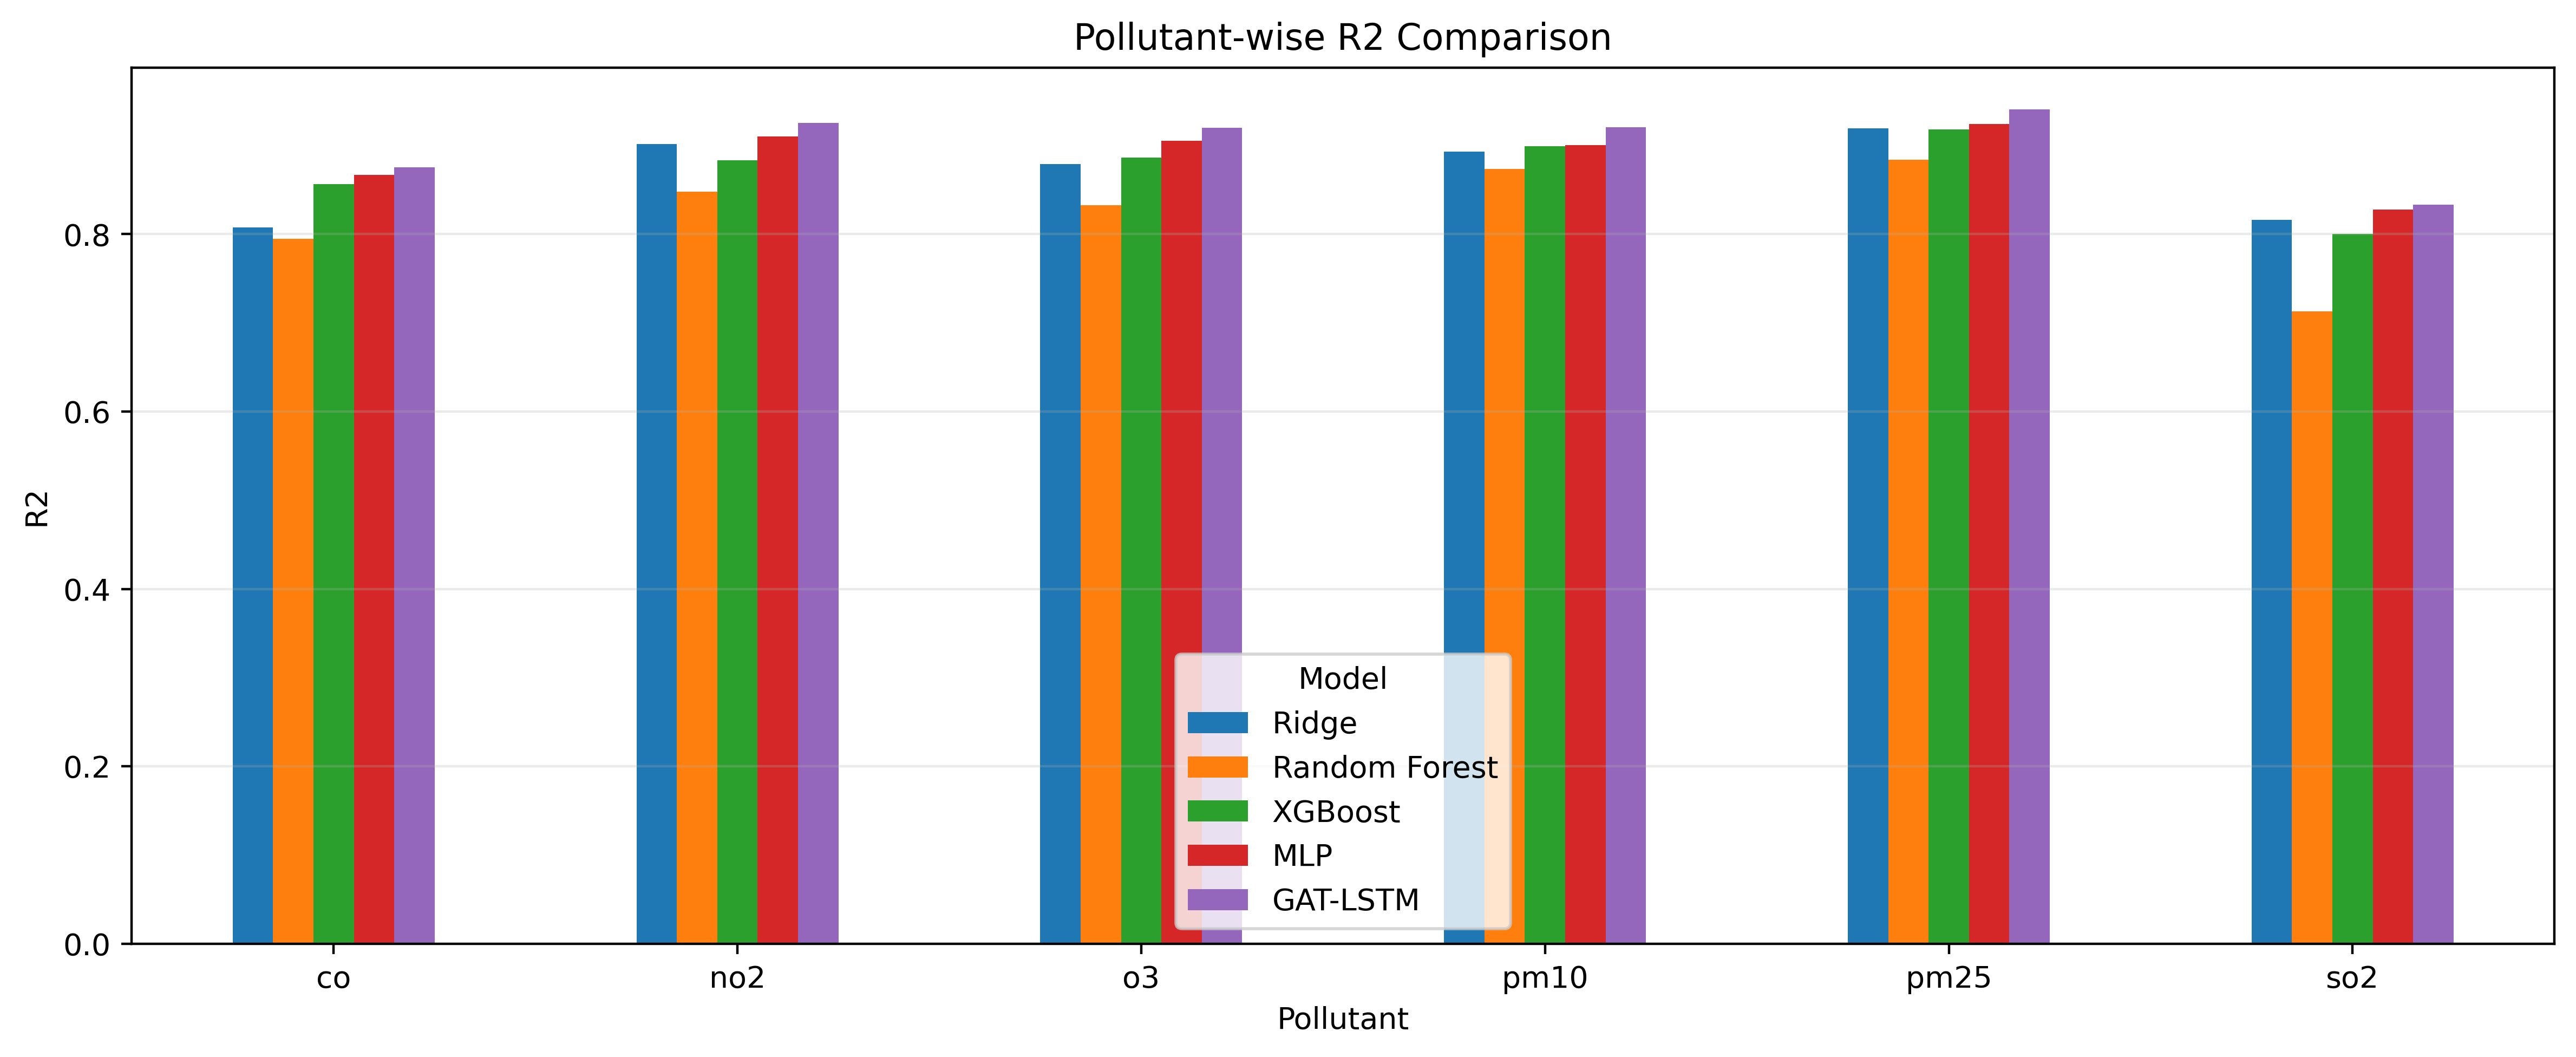 Pollutant-wise R2 Comparison
R2
0.8
0.6
0.4
0.2
0.0
Model
Ridge
Random Forest
XGBoost
MLP
GAT-LSTM
co no2 o3 pm10 pm25 so2
Pollutant